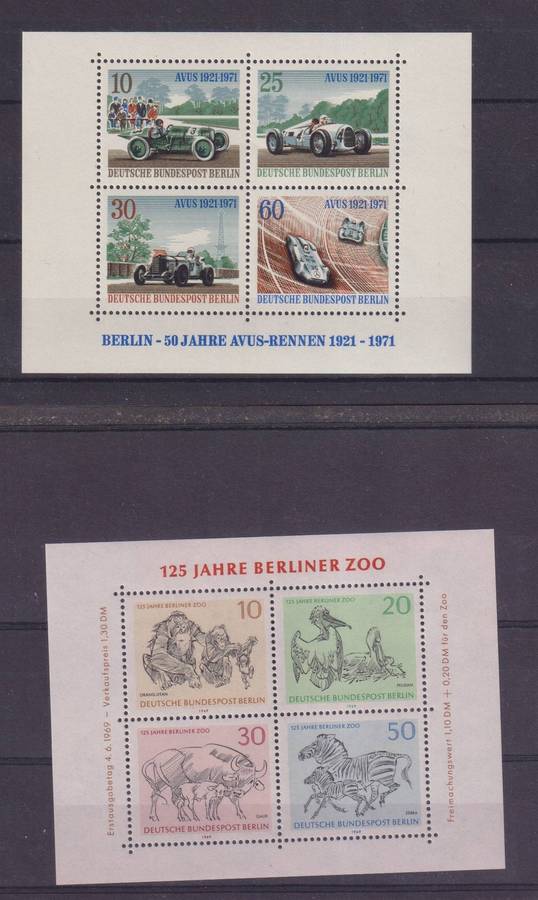 10 AVUS 1921-1971
DEUTSCHE BUNDESPOST BERLIN
25 AVUS 1921-1971
DEUTSCHE BUNDESPOST BERLIN
30 AVUS 1921-1971
DEUTSCHE BUNDESPOST BERLIN
60 AVUS 1921-1971
DEUTSCHE BUNDESPOST BERLIN
BERLIN - 50 JAHRE AVUS-RENNEN 1921 - 1971
125 JAHRE BERLINER ZOO
Erstausgabetag 4.6.1969 – Verkaufspreis 1,30 DM
125 JAHRE BERLINER ZOO 10
ORANG-UTAN
DEUTSCHE BUNDESPOST BERLIN
1969
125 JAHRE BERLINER ZOO 20
PELIKAN
DEUTSCHE BUNDESPOST BERLIN
1969
125 JAHRE BERLINER ZOO 30
GAUR
DEUTSCHE BUNDESPOST BERLIN
1969
125 JAHRE BERLINER ZOO 50
ZEBRA
DEUTSCHE BUNDESPOST BERLIN
1969
Freimachungswert 1,10 DM + 0,20 DM für den Zoo